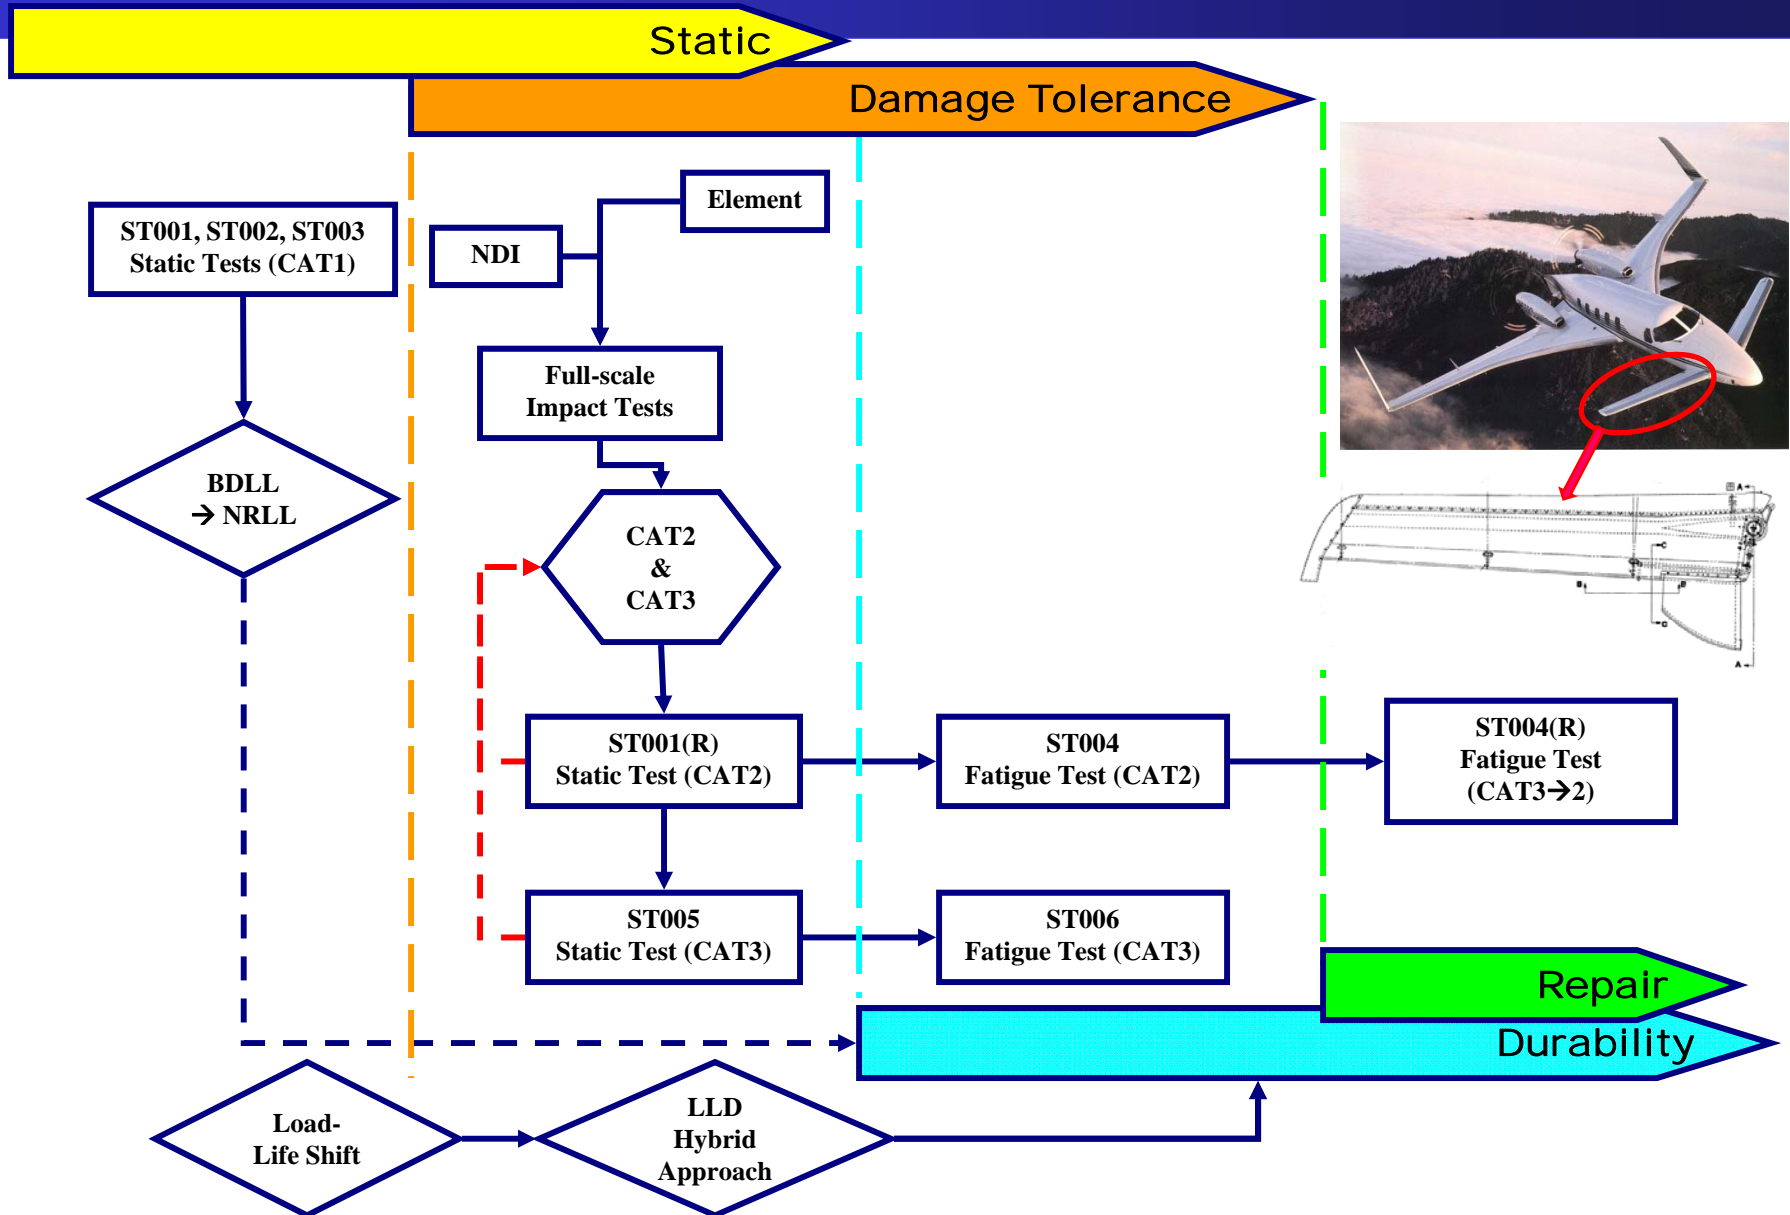 Static
Damage Tolerance
ST001, ST002, ST003
Static Tests (CAT1)
Element
NDI
Full-scale
Impact Tests
BDLL
→ NRLL
CAT2
&
CAT3
ST001(R)
Static Test (CAT2)
ST004
Fatigue Test (CAT2)
ST004(R)
Fatigue Test
(CAT3→2)
ST005
Static Test (CAT3)
ST006
Fatigue Test (CAT3)
Repair
Durability
Load-
Life Shift
LLD
Hybrid
Approach
A
C
C
A